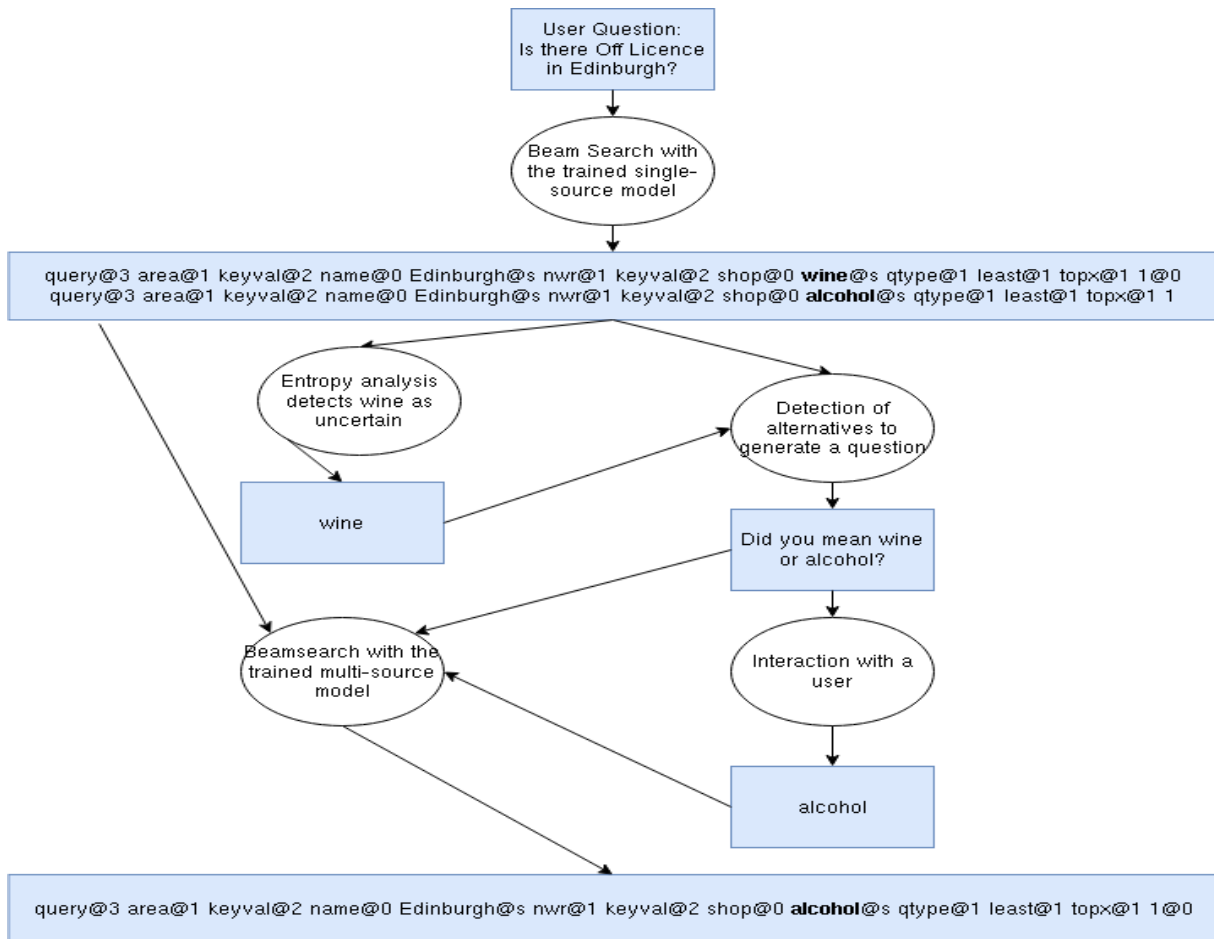 User Question:
Is there Off Licence
in Edinburgh?
Beam Search with
the trained single-
source model
query@3 area@1 keyval@2 name@0 Edinburgh@s nwr@1 keyval@2 shop@0 wine@s qtype@1 least@1 topx@1 1@0
query@3 area@1 keyval@2 name@0 Edinburgh@s nwr@1 keyval@2 shop@0 alcohol@s qtype@1 least@1 topx@1 1
Entropy analysis
detects wine as
uncertain
Detection of
alternatives to
generate a question
wine
Did you mean wine
or alcohol?
Beamsearch with the
trained multi-source
model
Interaction with a
user
alcohol
query@3 area@1 keyval@2 name@0 Edinburgh@s nwr@1 keyval@2 shop@0 alcohol@s qtype@1 least@1 topx@1 1@0